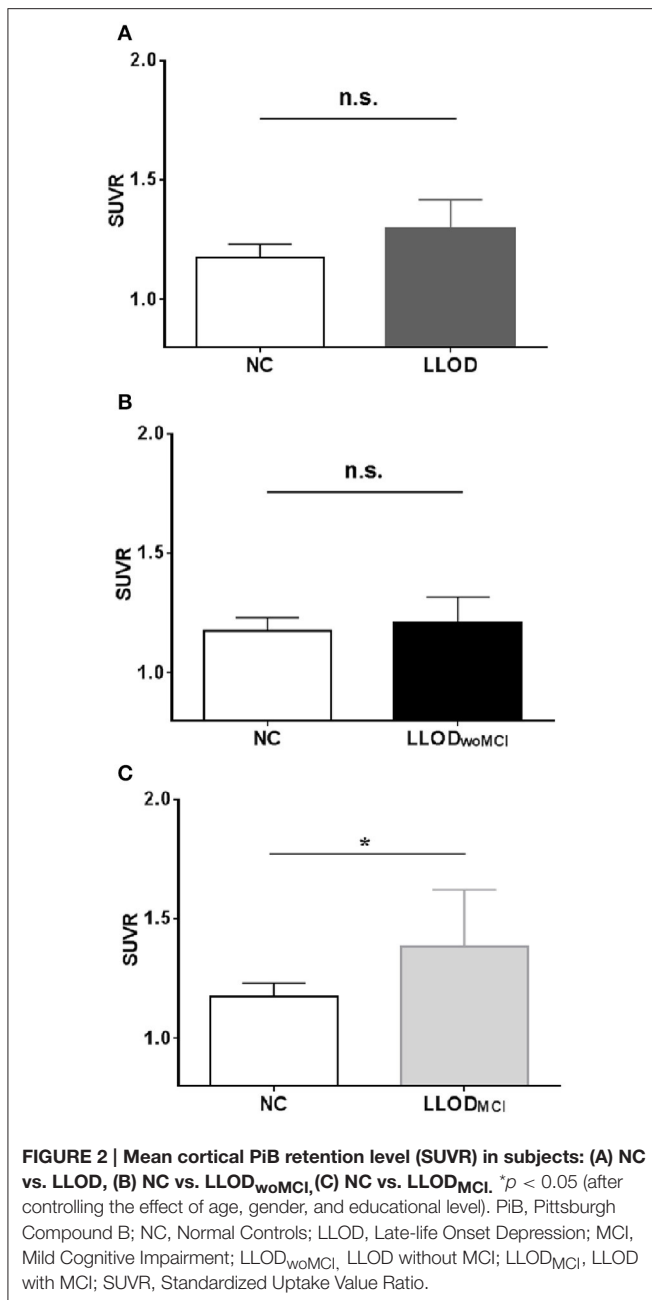 A
2.0
n.s.
1.5
SUVR
1.0
NC LLOD
B
2.0
n.s.
1.5
SUVR
1.0
NC LLODwoMCI
C
2.0
*
1.5
SUVR
1.0
NC LLODMCI
FIGURE 2 | Mean cortical PiB retention level (SUVR) in subjects: (A) NC
vs. LLOD, (B) NC vs. LLODwoMCI,(C) NC vs. LLODMCI. *p < 0.05 (after
controlling the effect of age, gender, and educational level). PiB, Pittsburgh
Compound B; NC, Normal Controls; LLOD, Late-life Onset Depression; MCI,
Mild Cognitive Impairment; LLODwoMCI, LLOD without MCI; LLODMCI, LLOD
with MCI; SUVR, Standardized Uptake Value Ratio.